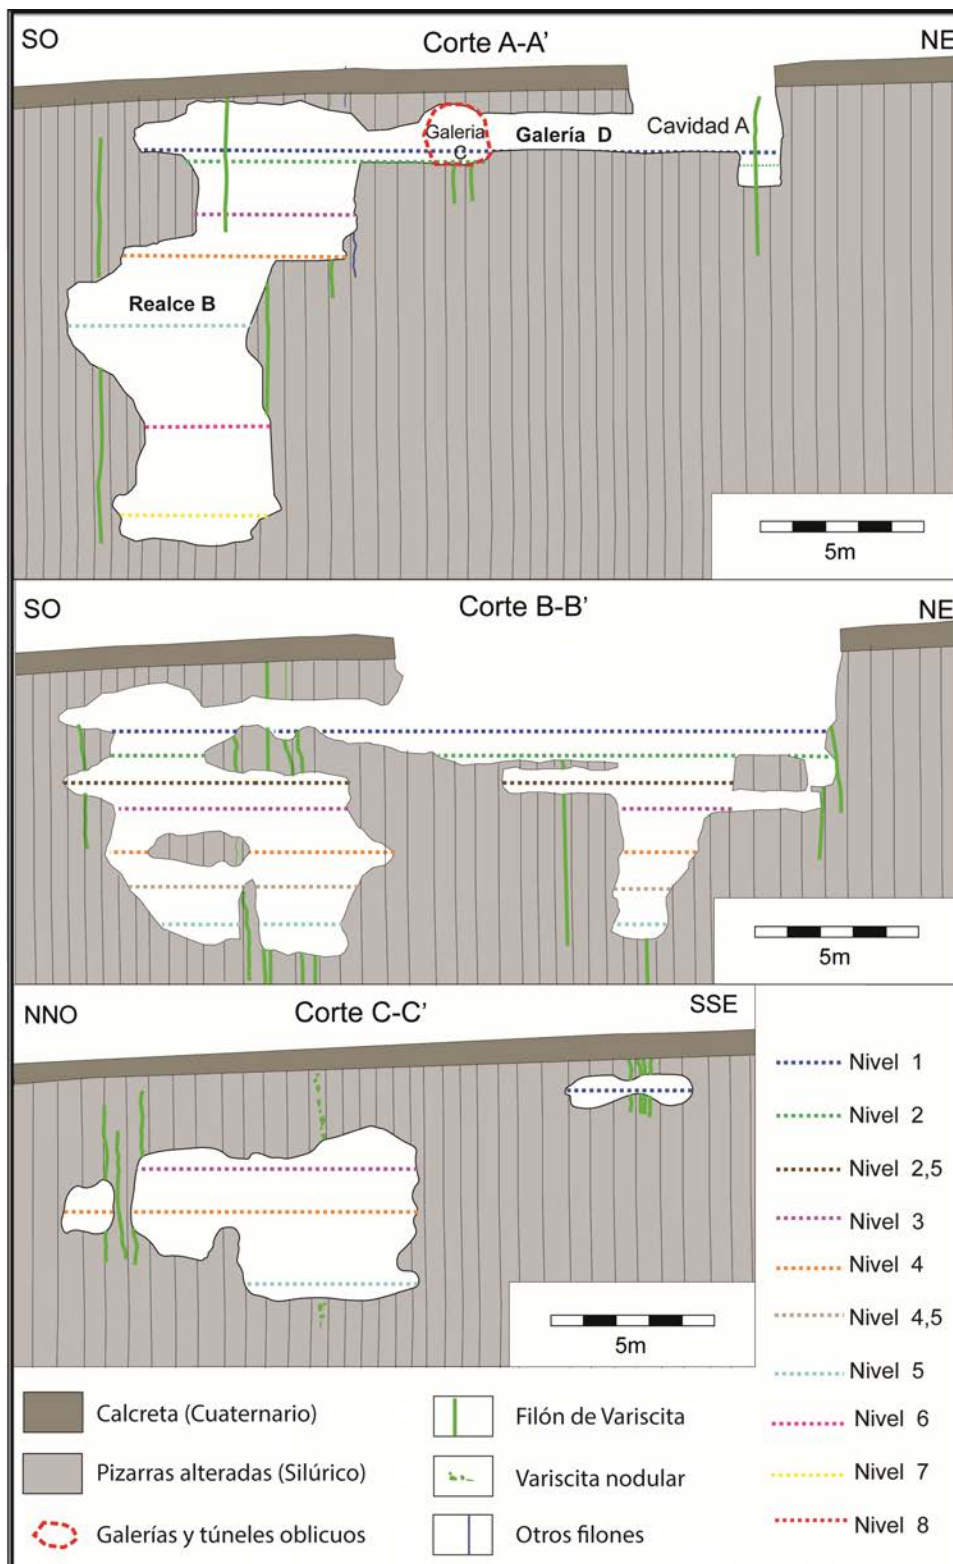 SO
Corte A-A'
NE
Galeria
C
Galería D
Cavidad A
Realce B
5m
SO
Corte B-B'
NE
5m
NNO
Corte C-C'
SSE
5m
Nivel 1
Nivel 2
Nivel 2,5
Nivel 3
Nivel 4
Nivel 4,5
Nivel 5
Nivel 6
Nivel 7
Nivel 8
Calcreta (Cuaternario)
Pizarras alteradas (Silúrico)
Galerías y túneles oblicuos
Filón de Variscita
Variscita nodular
Otros filones